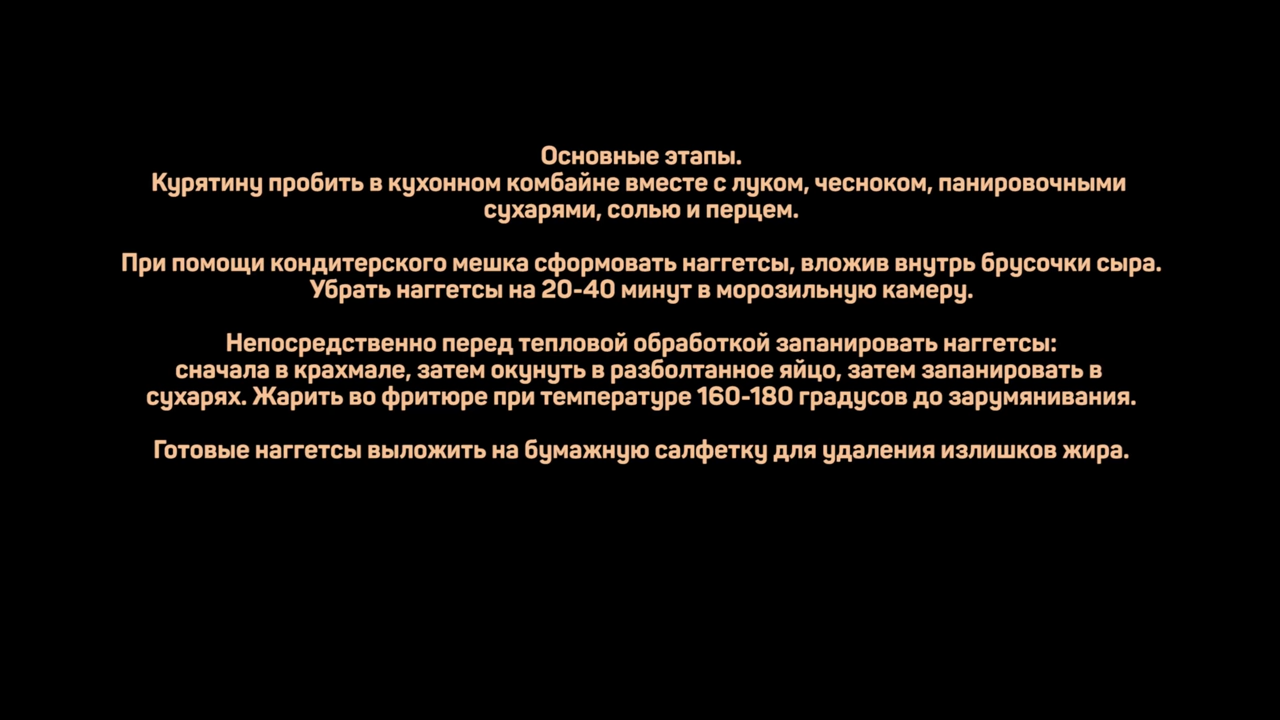 Основные этапы.
Курятину пробить в кухонном комбайне вместе с луком, чесноком, панировочными
сухарями, солью и перцем.
При помощи кондитерского мешка сформовать наггетсы, вложив внутрь брусочки сыра.
Убрать наггетсы на 20-40 минут в морозильную камеру.
Непосредственно перед тепловой обработкой запанировать наггетсы:
сначала в крахмале, затем окунуть в разболтанное яйцо, затем запанировать в
сухарях. Жарить во фритюре при температуре 160-180 градусов до зарумянивания.
Готовые наггетсы выложить на бумажную салфетку для удаления излишков жира.